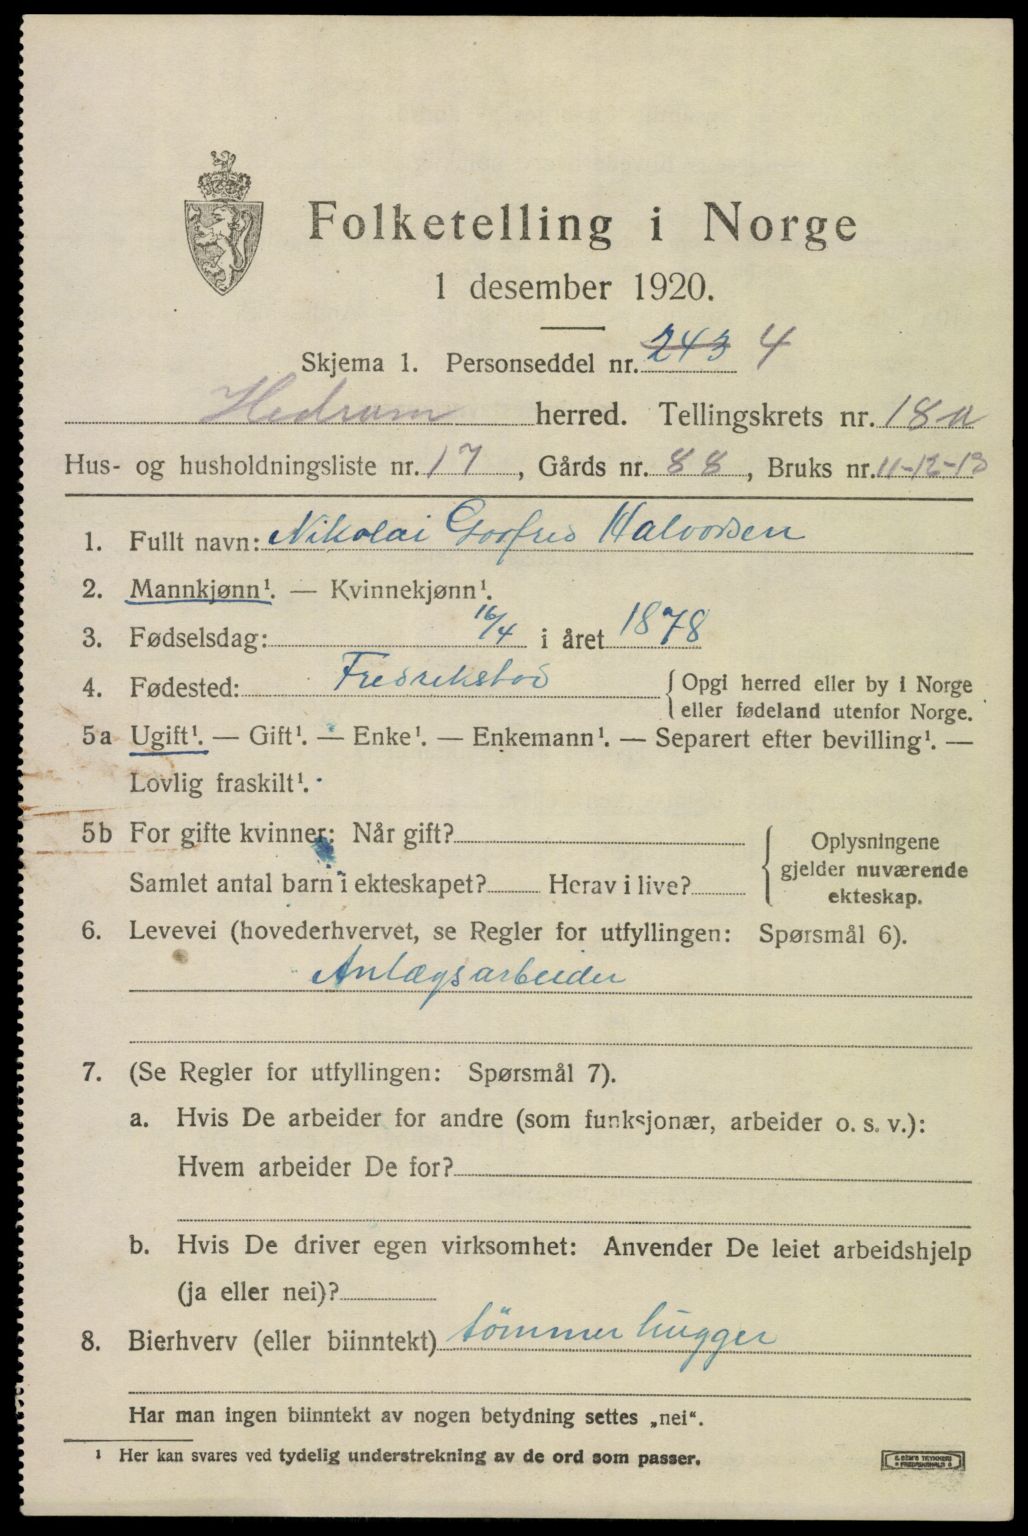 Folketelling i Norge
1 desember 1920.
Skjema 1. Personseddel nr. 243 4
Hedrum herred. Tellingskrets nr. 18a
Hus- og husholdningsliste nr. 17, Gårds nr. 88, Bruks nr. 11-12-13
1. Fullt navn: Nikolai Godfred Halvorsen
2. Mannkjønn¹. — Kvinnekjønn¹.
3. Fødselsdag: 16/4 i året 1878
4. Fødested: Fredrikstad
Opgi herred eller by i Norge
eller fødeland utenfor Norge.
5a Ugift¹. — Gift¹. — Enke¹. — Enkemann¹. — Separert efter bevilling¹. —
Lovlig fraskilt¹.
5b For gifte kvinner: Når gift?
Samlet antal barn i ekteskapet? Herav i live?
Oplysningene
gjelder nuværende
ekteskap.
6. Levevei (hovederhvervet, se Regler for utfyllingen: Spørsmål 6).
Anlægsarbeider
7. (Se Regler for utfyllingen: Spørsmål 7).
a. Hvis De arbeider for andre (som funksjonær, arbeider o. s. v.):
Hvem arbeider De for?
b. Hvis De driver egen virksomhet: Anvender De leiet arbeidshjelp
(ja eller nei)?
8. Bierhverv (eller biinntekt) tömmerhugger
Har man ingen biinntekt av nogen betydning settes „nei“.
¹ Her kan svares ved tydelig understrekning av de ord som passer.